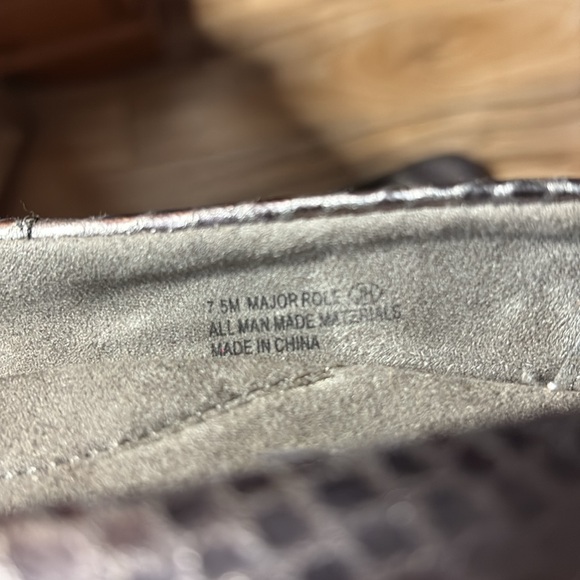 7.5M MAJOR ROLE
ALL MAN MADE MATERIALS
MADE IN CHINA